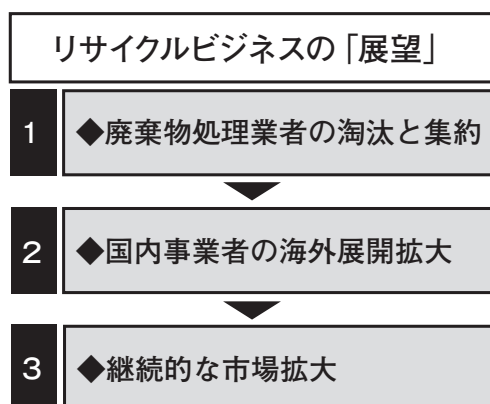 リサイクルビジネスの「展望」
1 ◆廃棄物処理業者の淘汰と集約
2 ◆国内事業者の海外展開拡大
3 ◆継続的な市場拡大